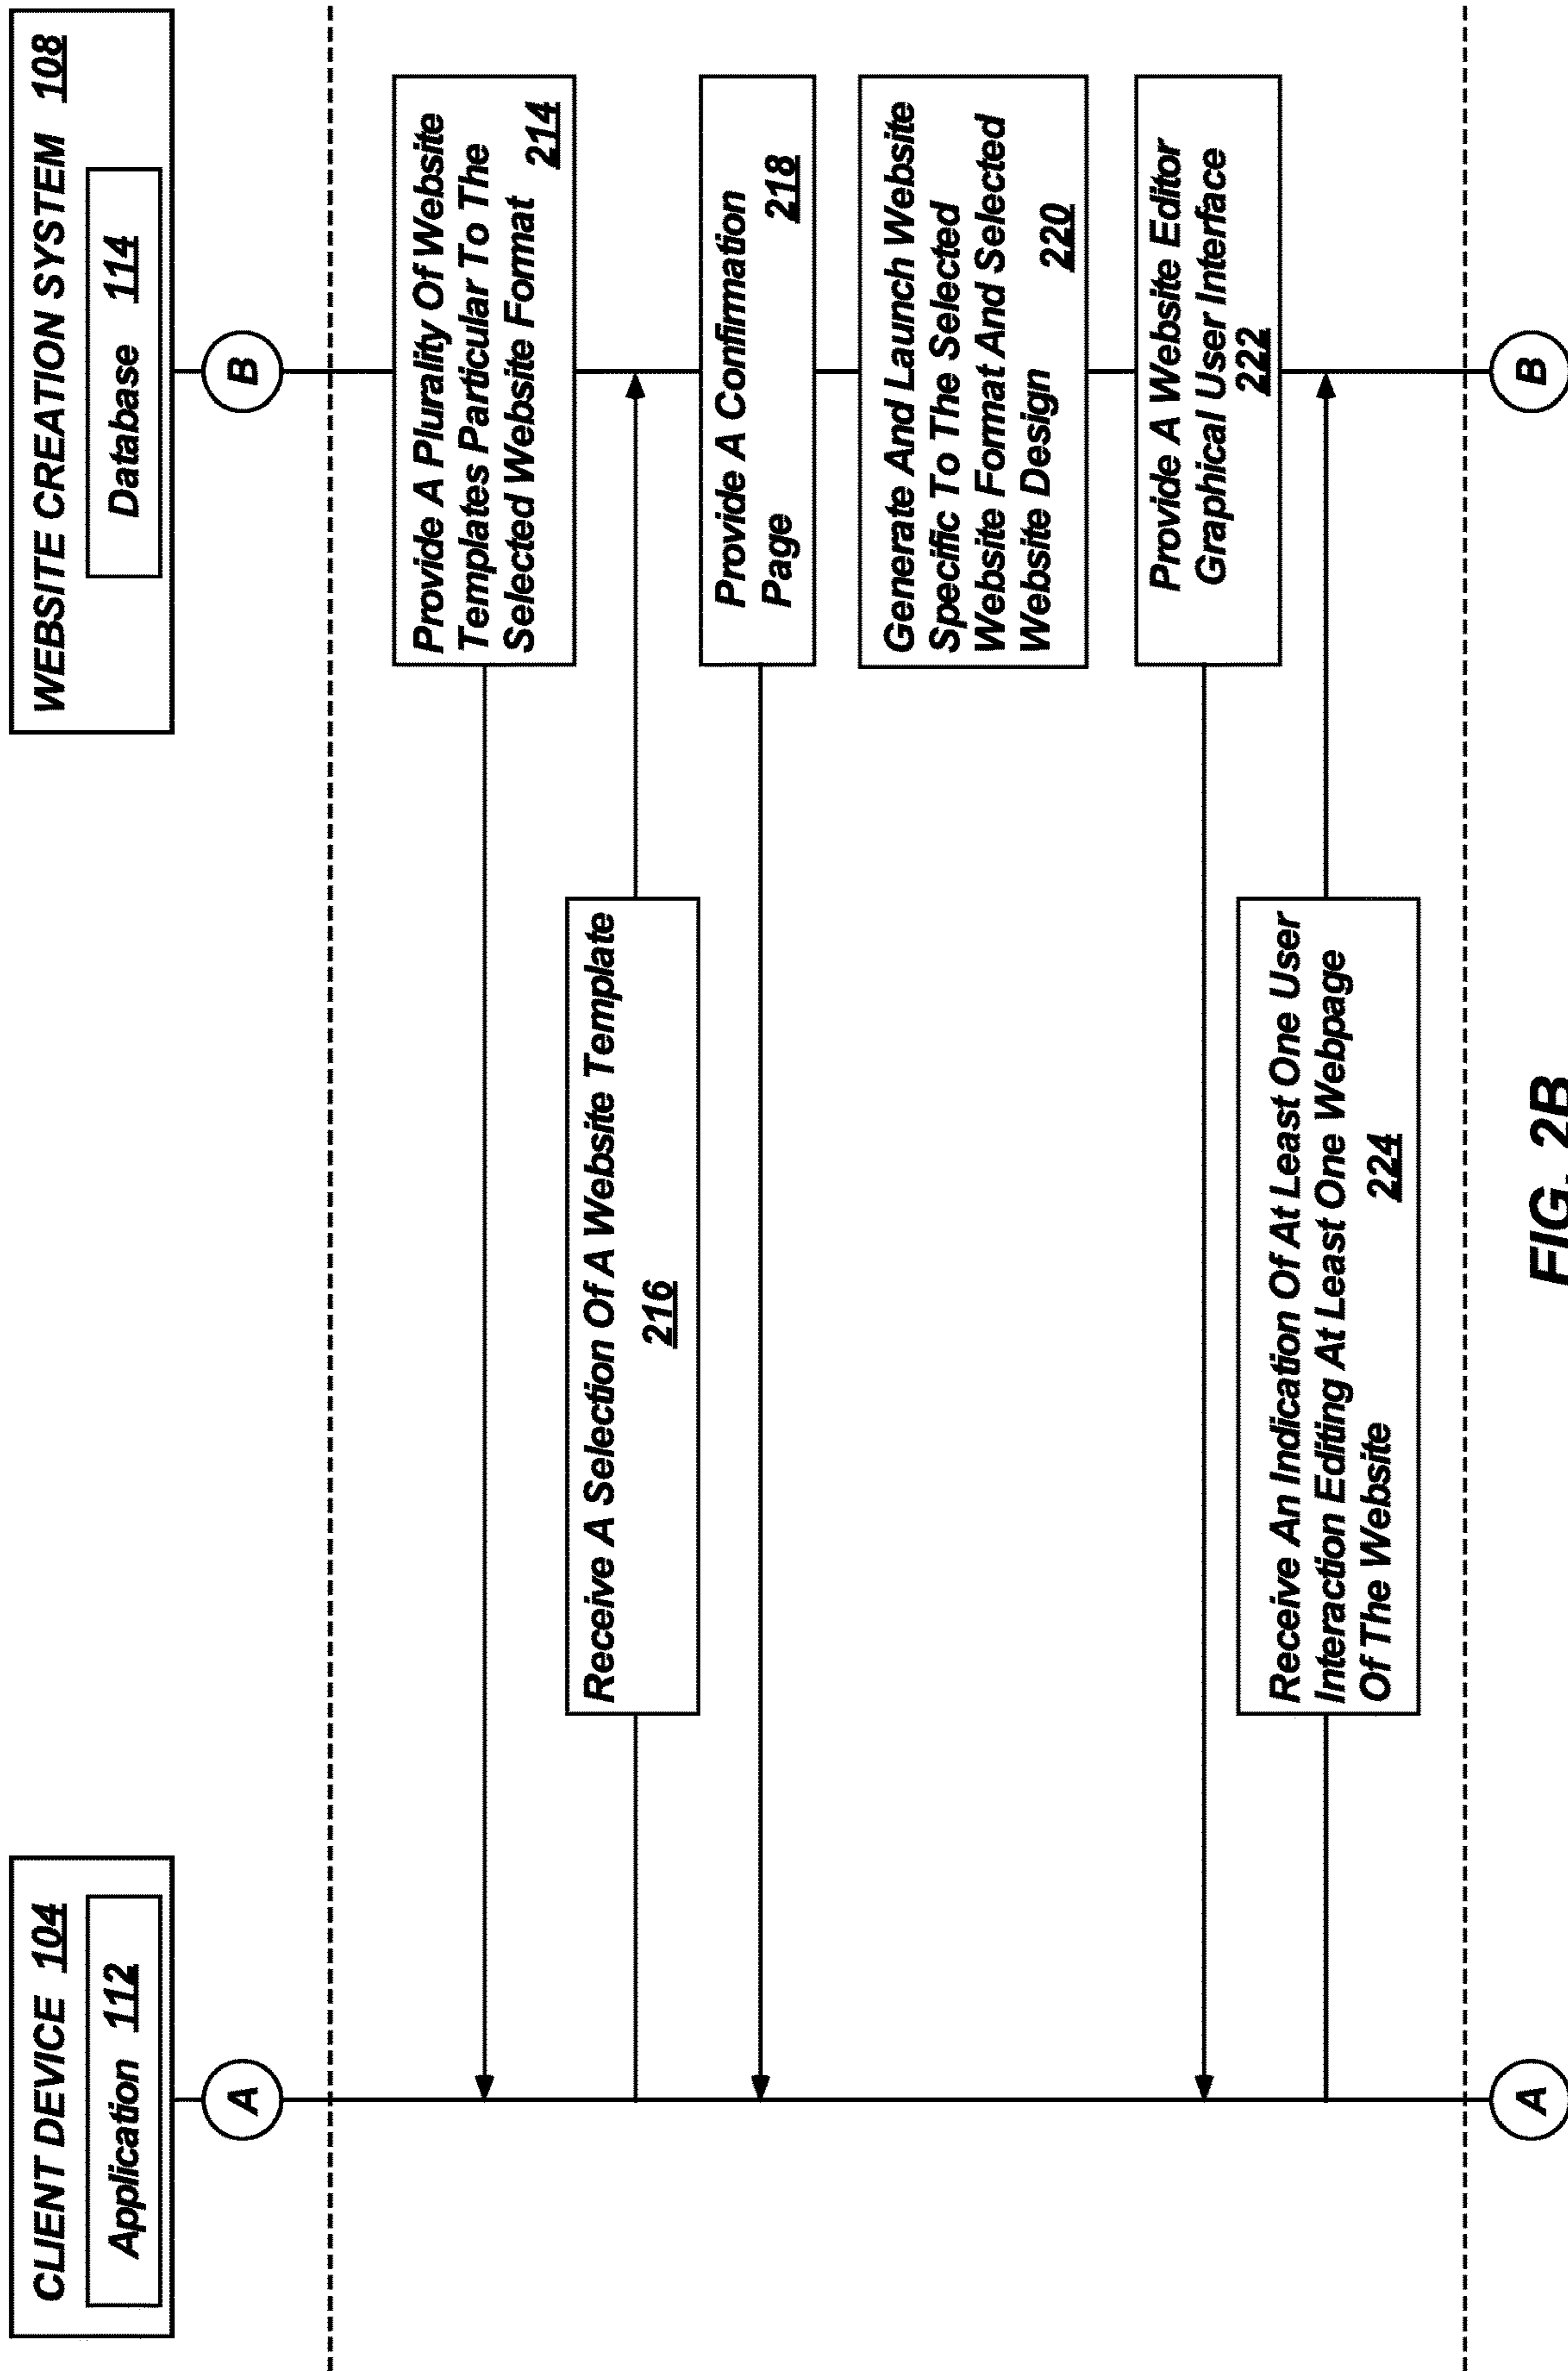 CLIENT DEVICE 104
Application 112
WEBSITE CREATION SYSTEM 108
Database 114
A
B
Provide A Plurality Of Website
Templates Particular To The
Selected Website Format 214
Receive A Selection Of A Website Template
216
Provide A Confirmation
Page 218
Generate And Launch Website
Specific To The Selected
Website Format And Selected
Website Design 220
Provide A Website Editor
Graphical User Interface
222
Receive An Indication Of At Least One User
Interaction Editing At Least One Webpage
Of The Website 224
A
B
FIG. 2B